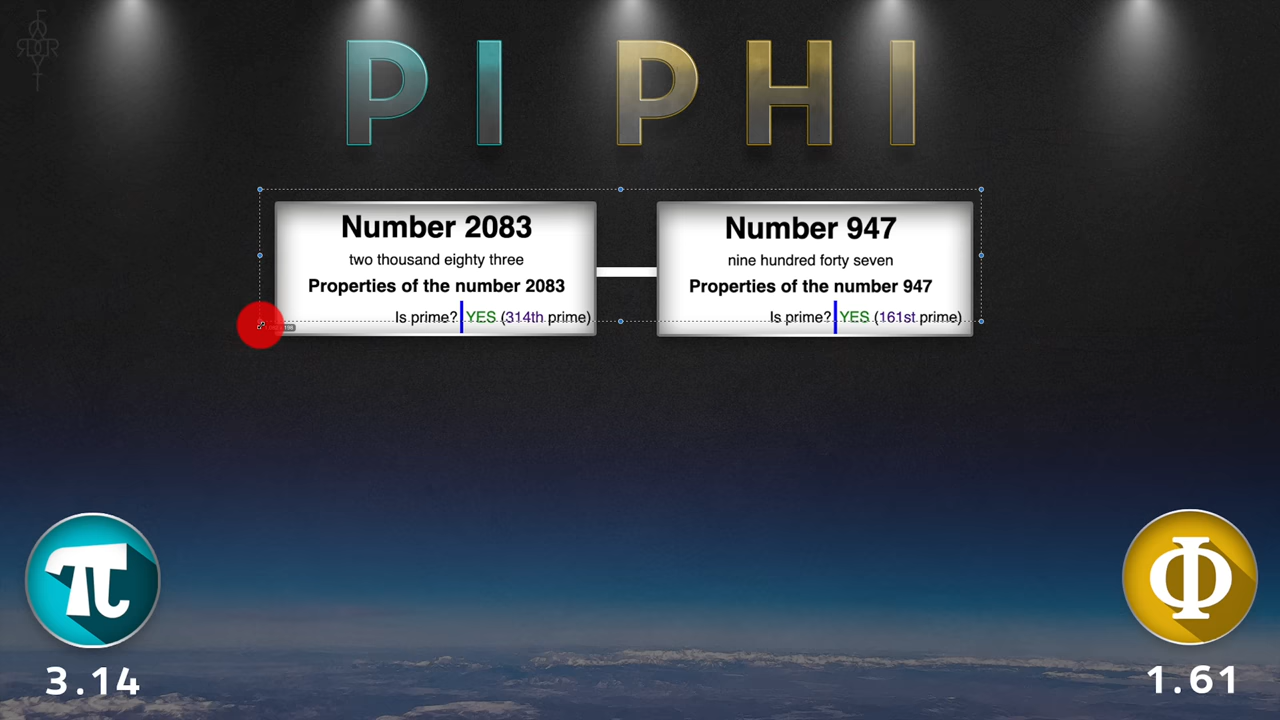 PI PHI
Number 2083
two thousand eighty three
Properties of the number 2083
Is prime? YES (314th prime)
Number 947
nine hundred forty seven
Properties of the number 947
Is prime? YES (161st prime)
π
3.14
Φ
1.61